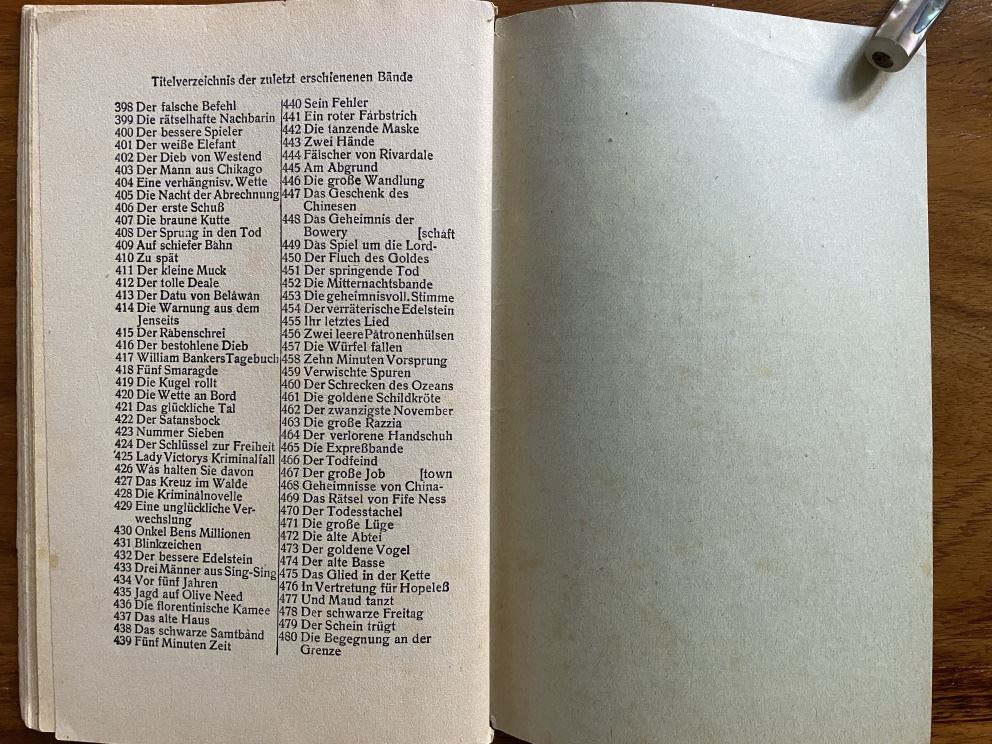 Titelverzeichnis der zuletzt erschienenen Bände
398 Der falsche Befehl
399 Die rätselhafte Nachbarin
400 Der bessere Spieler
401 Der weiße Elefant
402 Der Dieb von Westend
403 Der Mann aus Chikago
404 Eine verhängnisv. Wette
405 Die Nacht der Abrechnung
406 Der erste Schuß
407 Die braune Kutte
408 Der Sprung in den Tod
409 Auf schiefer Bahn
410 Zu spät
411 Der kleine Muck
412 Der tolle Deale
413 Der Datu von Beláwan
414 Die Warnung aus dem
Jenseits
415 Der Rabenschrei
416 Der bestohlene Dieb
417 William Bankers Tagebuch
418 Fünf Smaragde
419 Die Kugel rollt
420 Die Wette an Bord
421 Das glückliche Tal
422 Der Satansbock
423 Nummer Sieben
424 Der Schlüssel zur Freiheit
425 Lady Victorys Kriminalfall
426 Was halten Sie davon
427 Das Kreuz im Walde
428 Die Kriminalnovelle
429 Eine unglückliche Ver-
wechslung
430 Onkel Bens Millionen
431 Blinkzeichen
432 Der bessere Edelstein
433 Drei Männer aus Sing-Sing
434 Vor fünf Jahren
435 Jagd auf Olive Need
436 Die florentinische Kamee
437 Das alte Haus
438 Das schwarze Samtband
439 Fünf Minuten Zeit
440 Sein Fehler
441 Ein roter Farbstrich
442 Die tanzende Maske
443 Zwei Hände
444 Fälscher von Rivardale
445 Am Abgrund
446 Die große Wandlung
447 Das Geschenk des
Chinesen
448 Das Geheimnis der
Bowery [schaft
449 Das Spiel um die Lord-
450 Der Fluch des Goldes
451 Der springende Tod
452 Die Mitternachtsbande
453 Die geheimnisvoll. Stimme
454 Der verräterische Edelstein
455 Ihr letztes Lied
456 Zwei leere Patronenhülsen
457 Die Würfel fallen
458 Zehn Minuten Vorsprung
459 Verwischte Spuren
460 Der Schrecken des Ozeans
461 Die goldene Schildkröte
462 Der zwanzigste November
463 Die große Razzia
464 Der verlorene Handschuh
465 Die Expreßbande
466 Der Todfeind
467 Der große Job [town
468 Geheimnisse von China-
469 Das Rätsel von Fife Ness
470 Der Todesstachel
471 Die große Lüge
472 Die alte Abtei
473 Der goldene Vogel
474 Der alte Basse
475 Das Glied in der Kette
476 In Vertretung für Hopeleß
477 Und Maud tanzt
478 Der schwarze Freitag
479 Der Schein trügt
480 Die Begegnung an der
Grenze